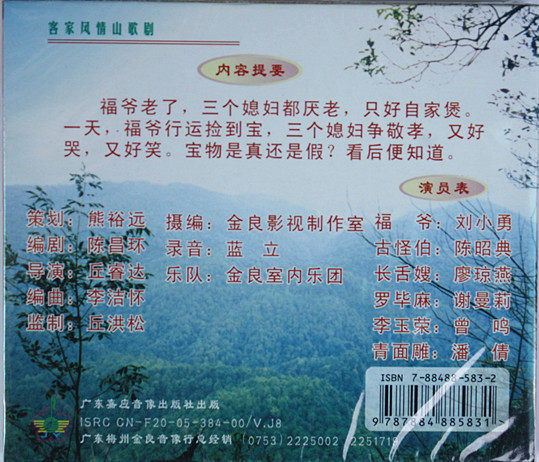 客家风情山歌剧
内容提要
福爷老了，三个媳妇都厌老，只好自家煲。
一天，福爷行运捡到宝，三个媳妇争敬孝，又好
哭，又好笑。宝物是真还是假？看后便知道。
演员表
策划：熊裕远
编剧：陈昌环
导演：丘睿达
编曲：李洁怀
监制：丘洪松
摄编：金良影视制作室
录音：蓝 立
乐队：金良室内乐团
福 爷：刘小勇
古怪伯：陈昭典
长舌嫂：廖琼燕
罗毕麻：谢曼莉
李玉荣：曾 鸣
青面雕：潘 倩
广东嘉应音像出版社出版
ISRC CN-F20-05-384-00/V.J8
广东梅州金良音像行总经销 (0753) 2225002 2251719
ISBN 7-88488-583-2
9 787884 885831